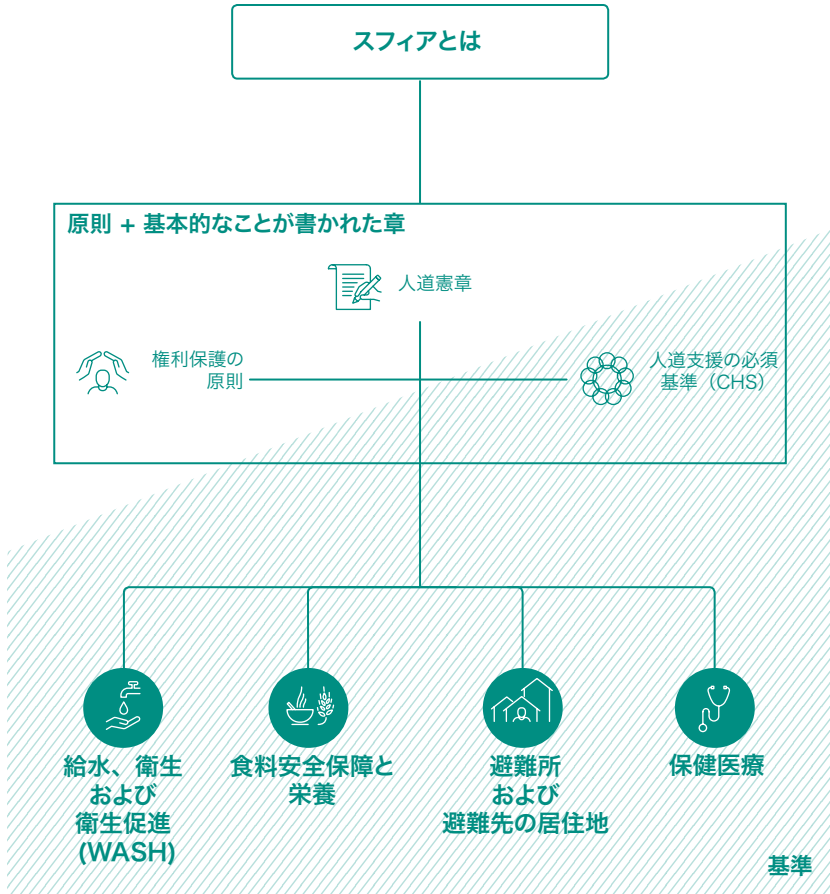 スフィアとは
原則 + 基本的なことが書かれた章
人道憲章
権利保護の
原則
人道支援の必須
基準（CHS）
給水、衛生
および
衛生促進
(WASH)
食料安全保障と
栄養
避難所
および
避難先の居住地
保健医療
基準